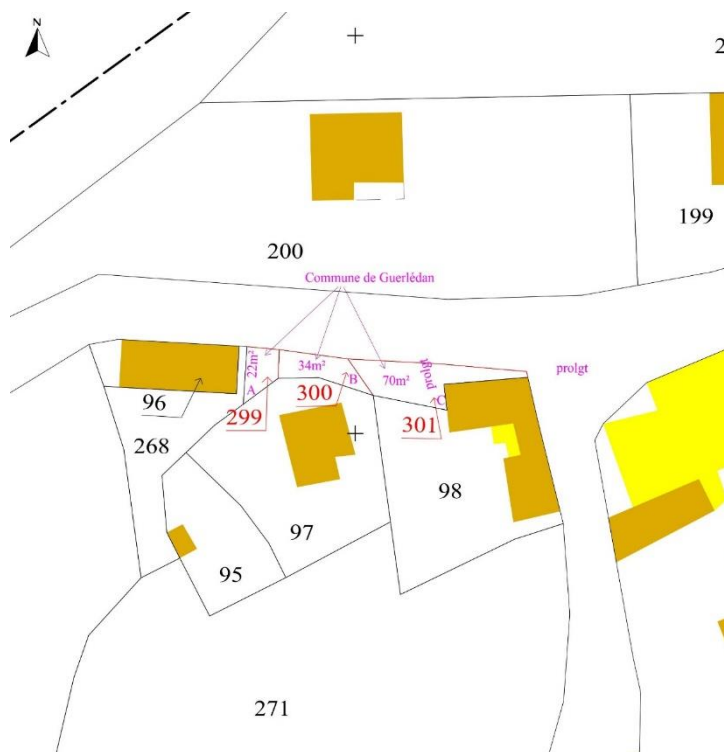 N
2
199
200
Commune de Guerlédan
22m²
34m²
70m²
prolgt
prolgt
A
B
C
96
299
300
301
268
98
97
95
271